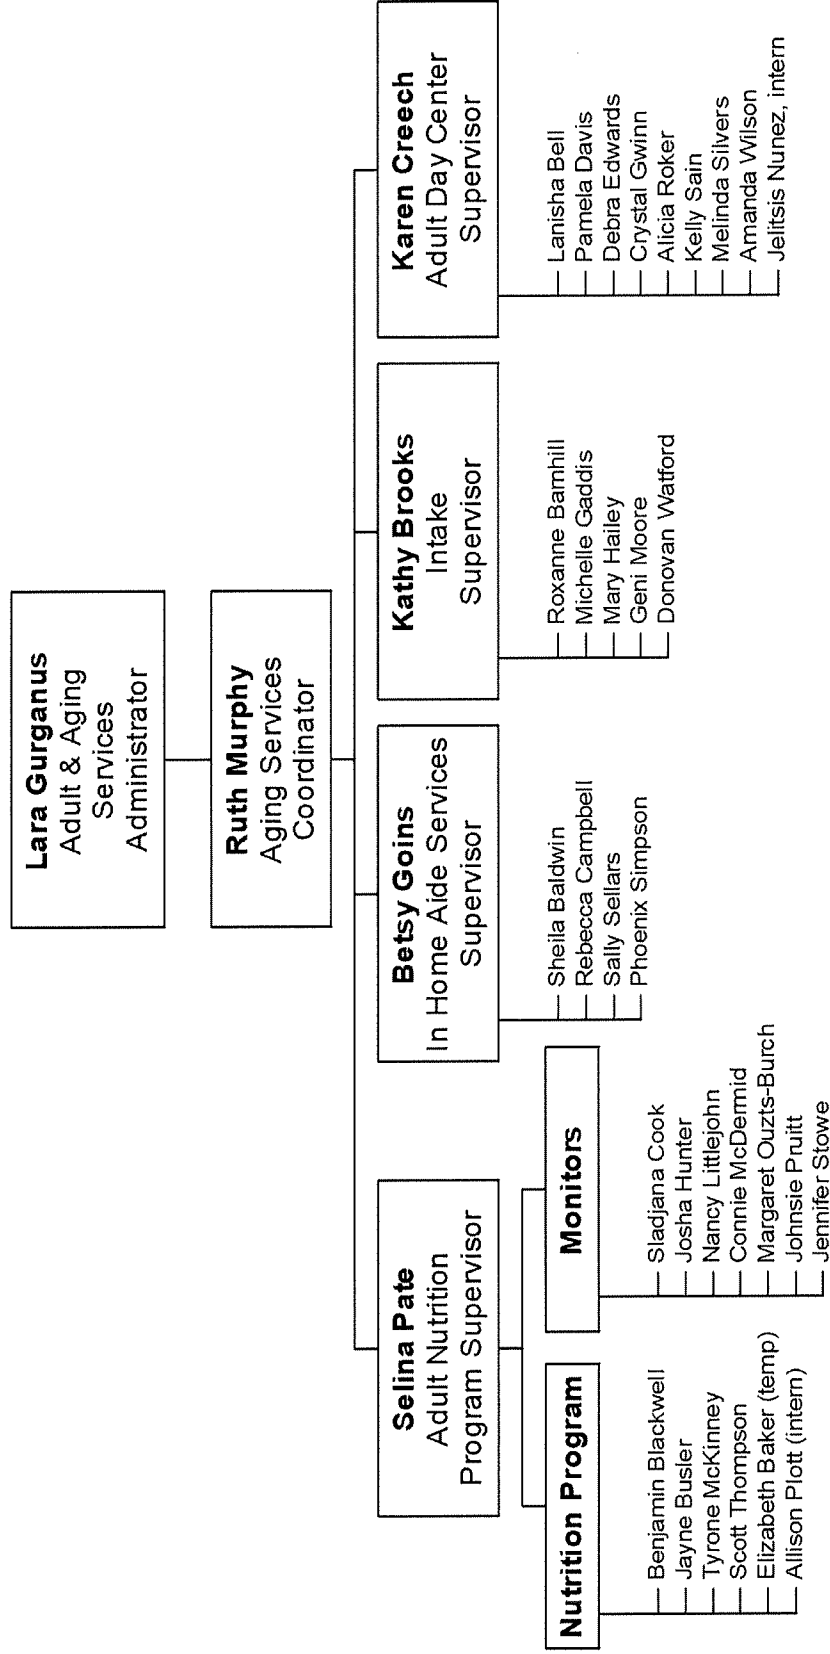 Lara Gurganus
Adult & Aging
Services
Administrator
Ruth Murphy
Aging Services
Coordinator
Selina Pate
Adult Nutrition
Program Supervisor
Betsy Goins
In Home Aide Services
Supervisor
Kathy Brooks
Intake
Supervisor
Karen Creech
Adult Day Center
Supervisor
Nutrition Program
Benjamin Blackwell
Jayne Busler
Tyrone McKinney
Scott Thompson
Elizabeth Baker (temp)
Allison Plott (intern)
Monitors
Sladjana Cook
Josha Hunter
Nancy Littlejohn
Connie McDermid
Margaret Ouzts-Burch
Johnsie Pruitt
Jennifer Stowe
Sheila Baldwin
Rebecca Campbell
Sally Sellars
Phoenix Simpson
Roxanne Barnhill
Michelle Gaddis
Mary Hailey
Geni Moore
Donovan Watford
Lanisha Bell
Pamela Davis
Debra Edwards
Crystal Gwinn
Alicia Roker
Kelly Sain
Melinda Silvers
Amanda Wilson
Jelitsis Nunez, intern